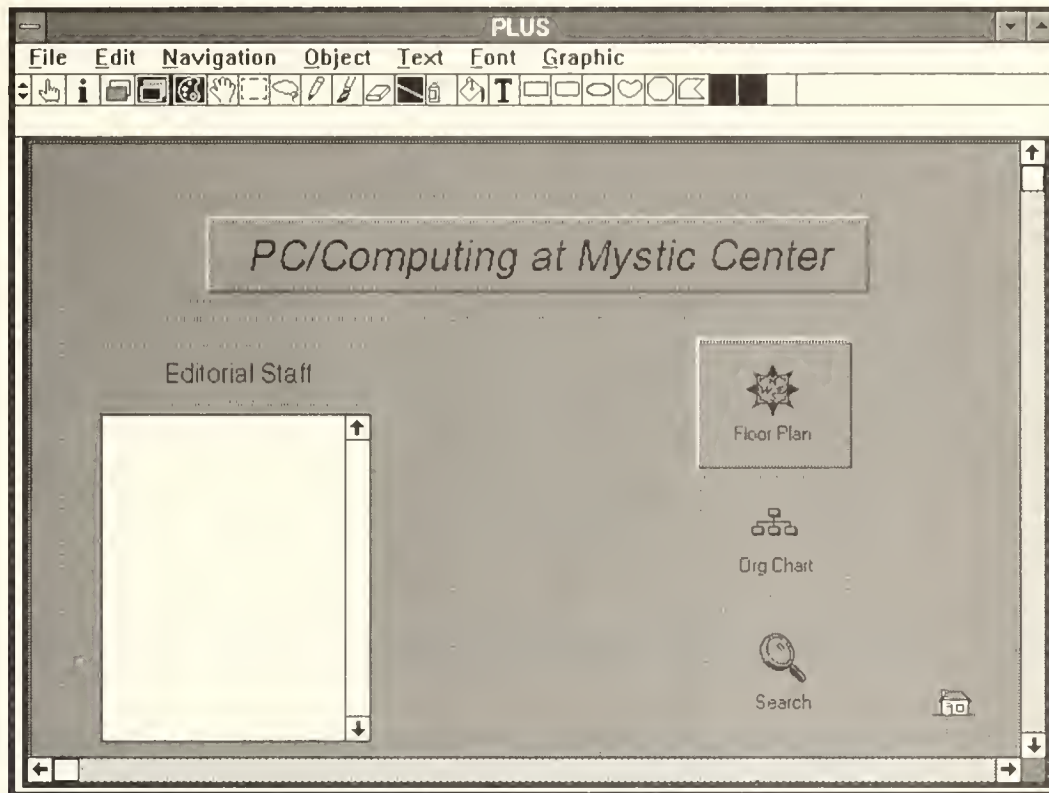 PLUS
File Edit Navigation Object Text Font Graphic
i T
PC/Computing at Mystic Center
Editorial Staff
N
W E
S
Floor Plan
Org Chart
Search